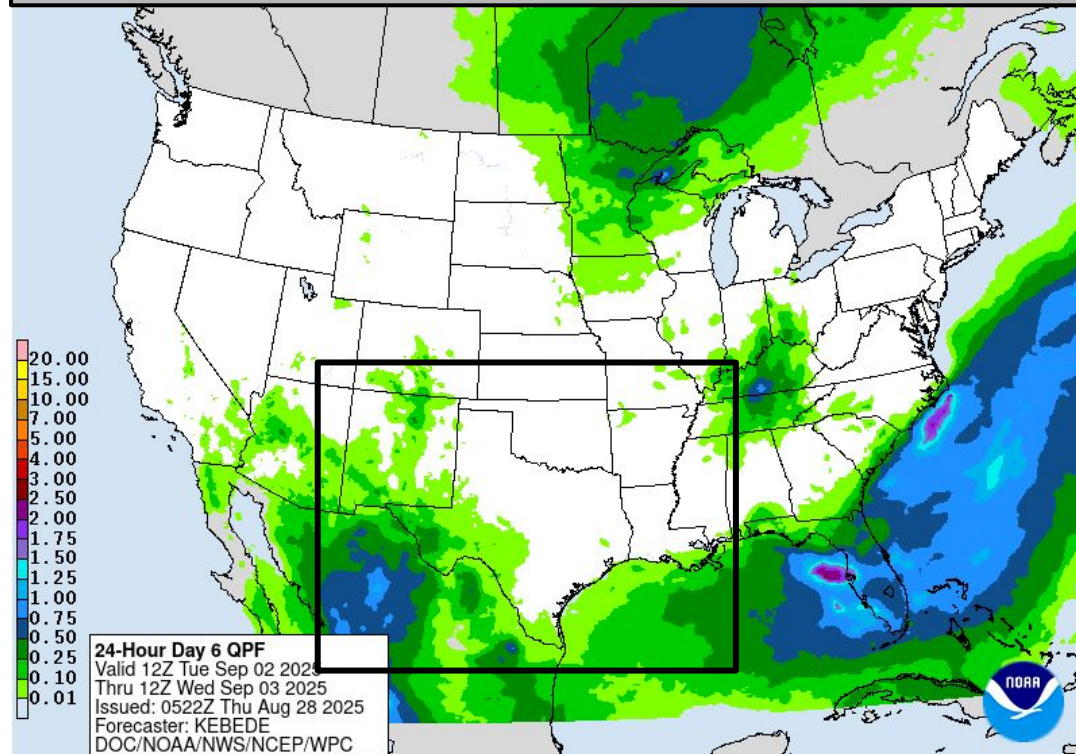 20.00
15.00
10.00
7.00
5.00
4.00
3.00
2.50
2.00
1.75
1.50
1.25
1.00
0.75
0.50
0.25
0.10
0.01
24-Hour Day 6 QPF
Valid 12Z Tue Sep 02 2025
Thru 12Z Wed Sep 03 2025
Issued: 0522Z Thu Aug 28 2025
Forecaster: KEBEDE
DOC/NOAA/NWS/NCEP/WPC
NOAA